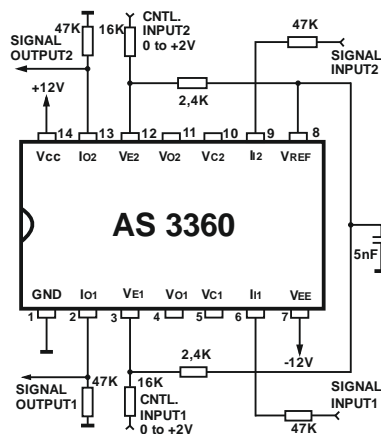 47K
16K
CNTL.
INPUT2
0 to +2V
47K
SIGNAL
OUTPUT2
SIGNAL
INPUT2
+12V
2,4K
14 13 12 11 10 9 8
Vcc IO2 VE2 VO2 VC2 II2 VREF
AS 3360
5nF
GND IO1 VE1 VO1 VC1 II1 VEE
1 2 3 4 5 6 7
2,4K
-12V
SIGNAL
OUTPUT1
47K
16K
CNTL.
INPUT1
0 to +2V
47K
SIGNAL
INPUT1